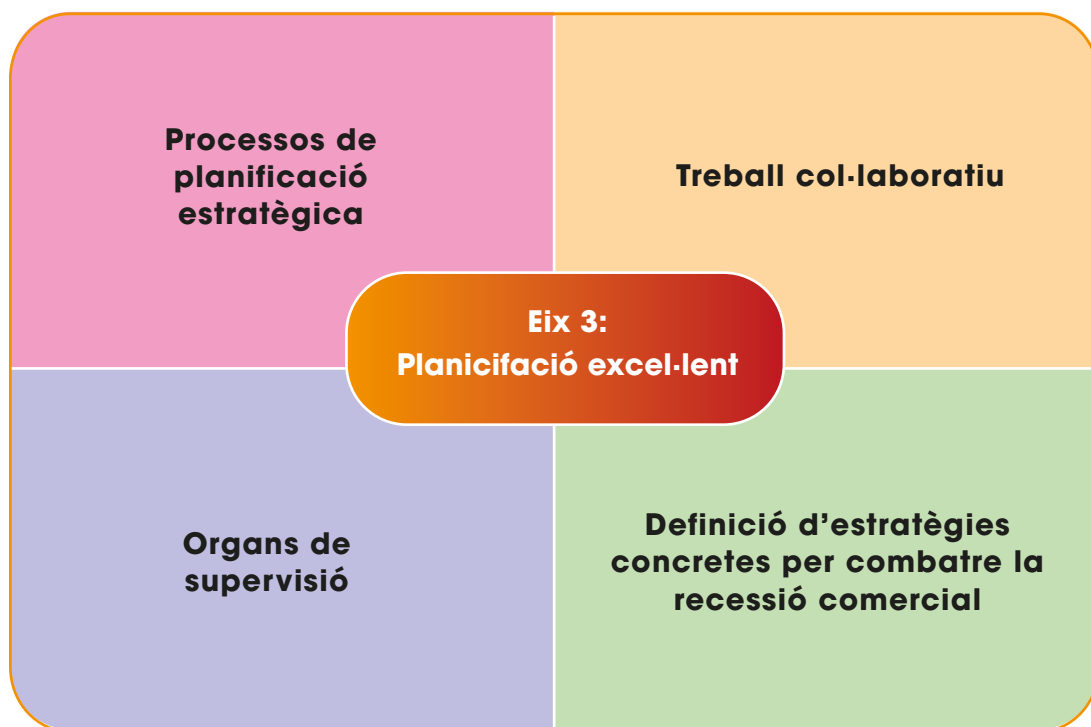 Processos de
planificació
estratègica
Treball col·laboratiu
Eix 3:
Planicifació excel·lent
Organs de
supervisió
Definició d’estratègies
concretes per combatre la
recessió comercial